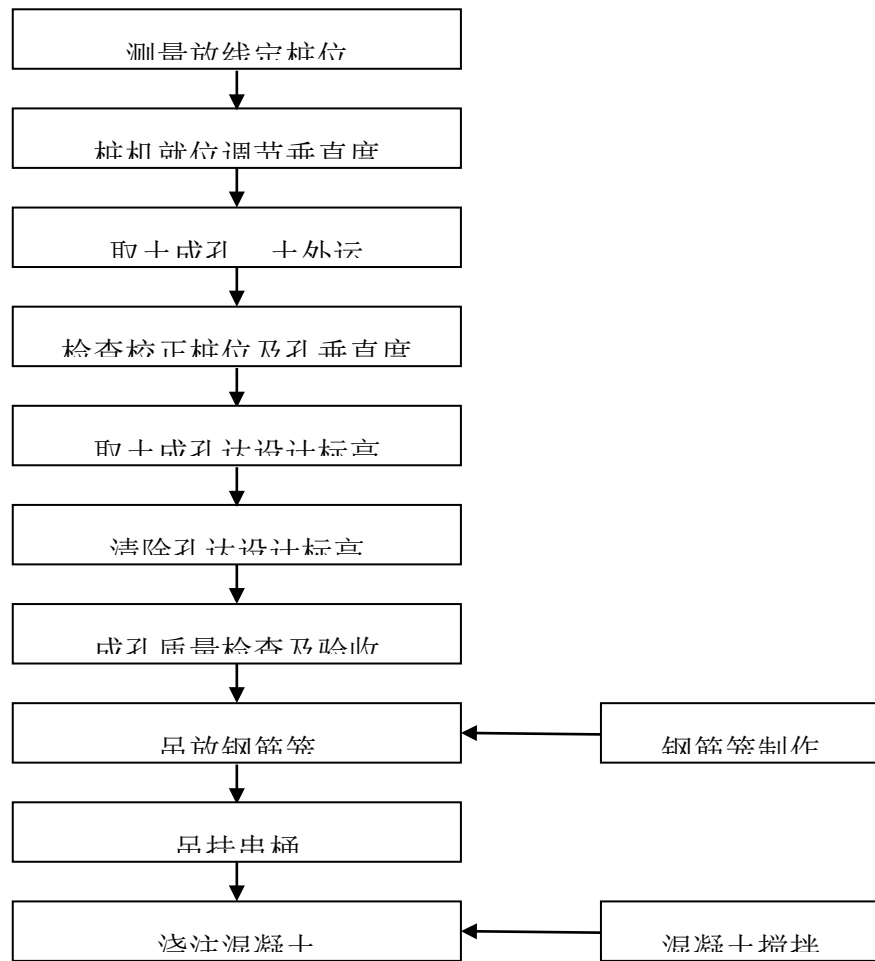 测量放线定桩位
桩机就位调节垂直度
取土成孔 土外运
检查校正桩位及孔垂直度
取土成孔达设计标高
清除孔达设计标高
成孔质量检查及验收
吊放钢筋笼 钢筋笼制作
吊挂串桶
浇注混凝土 混凝土搅拌